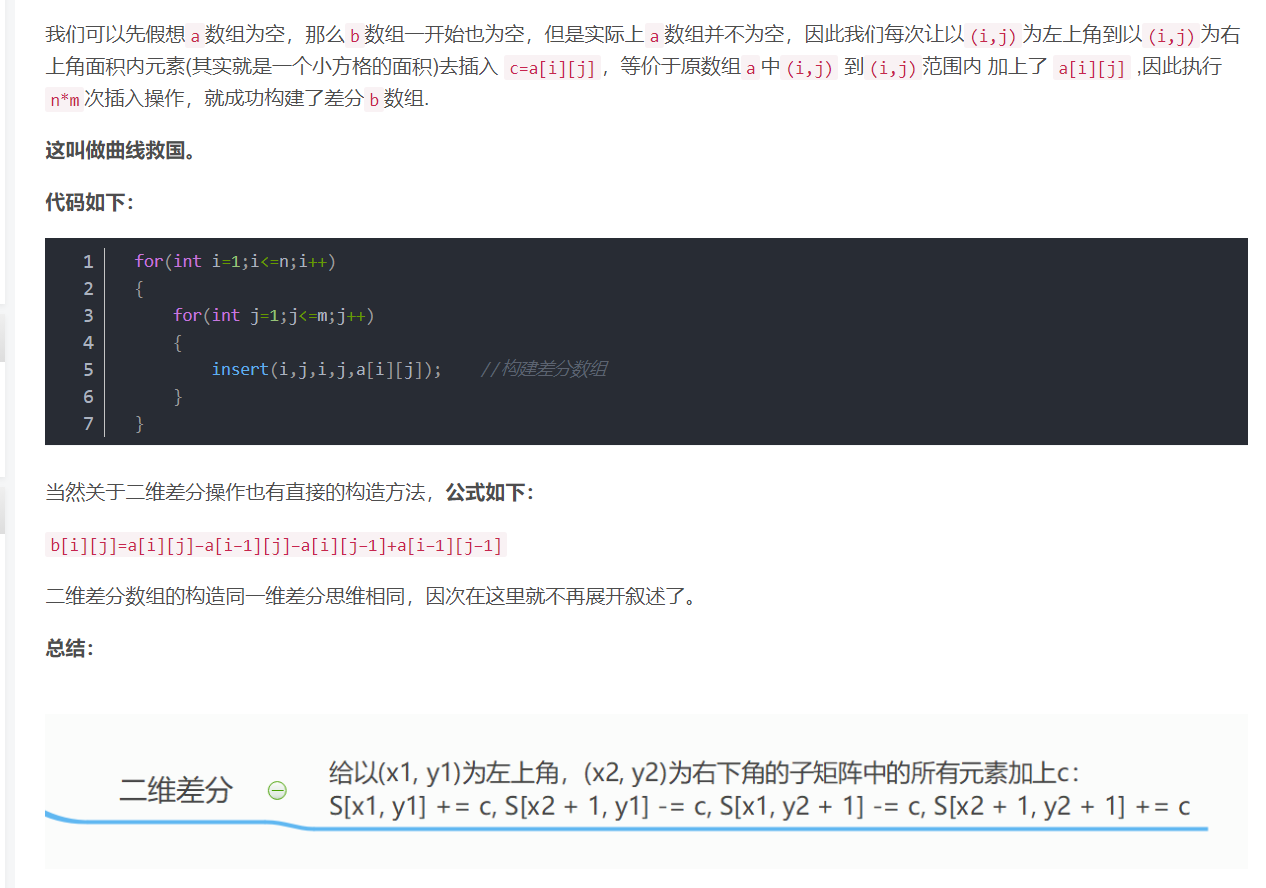 我们可以先假想a数组为空，那么b数组一开始也为空，但是实际上a数组并不为空，因此我们每次让以(i,j)为左上角到以(i,j)为右
上角面积内元素(其实就是一个小方格的面积)去插入 c=a[i][j]，等价于原数组a中(i,j) 到(i,j)范围内 加上了 a[i][j] ,因此执行
n*m次插入操作，就成功构建了差分b数组.
这叫做曲线救国。
代码如下：
1 for(int i=1;i<=n;i++)
2 {
3 for(int j=1;j<=m;j++)
4 {
5 insert(i,j,i,j,a[i][j]); //构建差分数组
6 }
7 }
当然关于二维差分操作也有直接的构造方法，公式如下：
b[i][j]=a[i][j]−a[i−1][j]−a[i][j−1]+a[i−1][j−1]
二维差分数组的构造同一维差分思维相同，因次在这里就不再展开叙述了。
总结：
二维差分
给以(x1, y1)为左上角，(x2, y2)为右下角的子矩阵中的所有元素加上c：
S[x1, y1] += c, S[x2 + 1, y1] -= c, S[x1, y2 + 1] -= c, S[x2 + 1, y2 + 1] += c